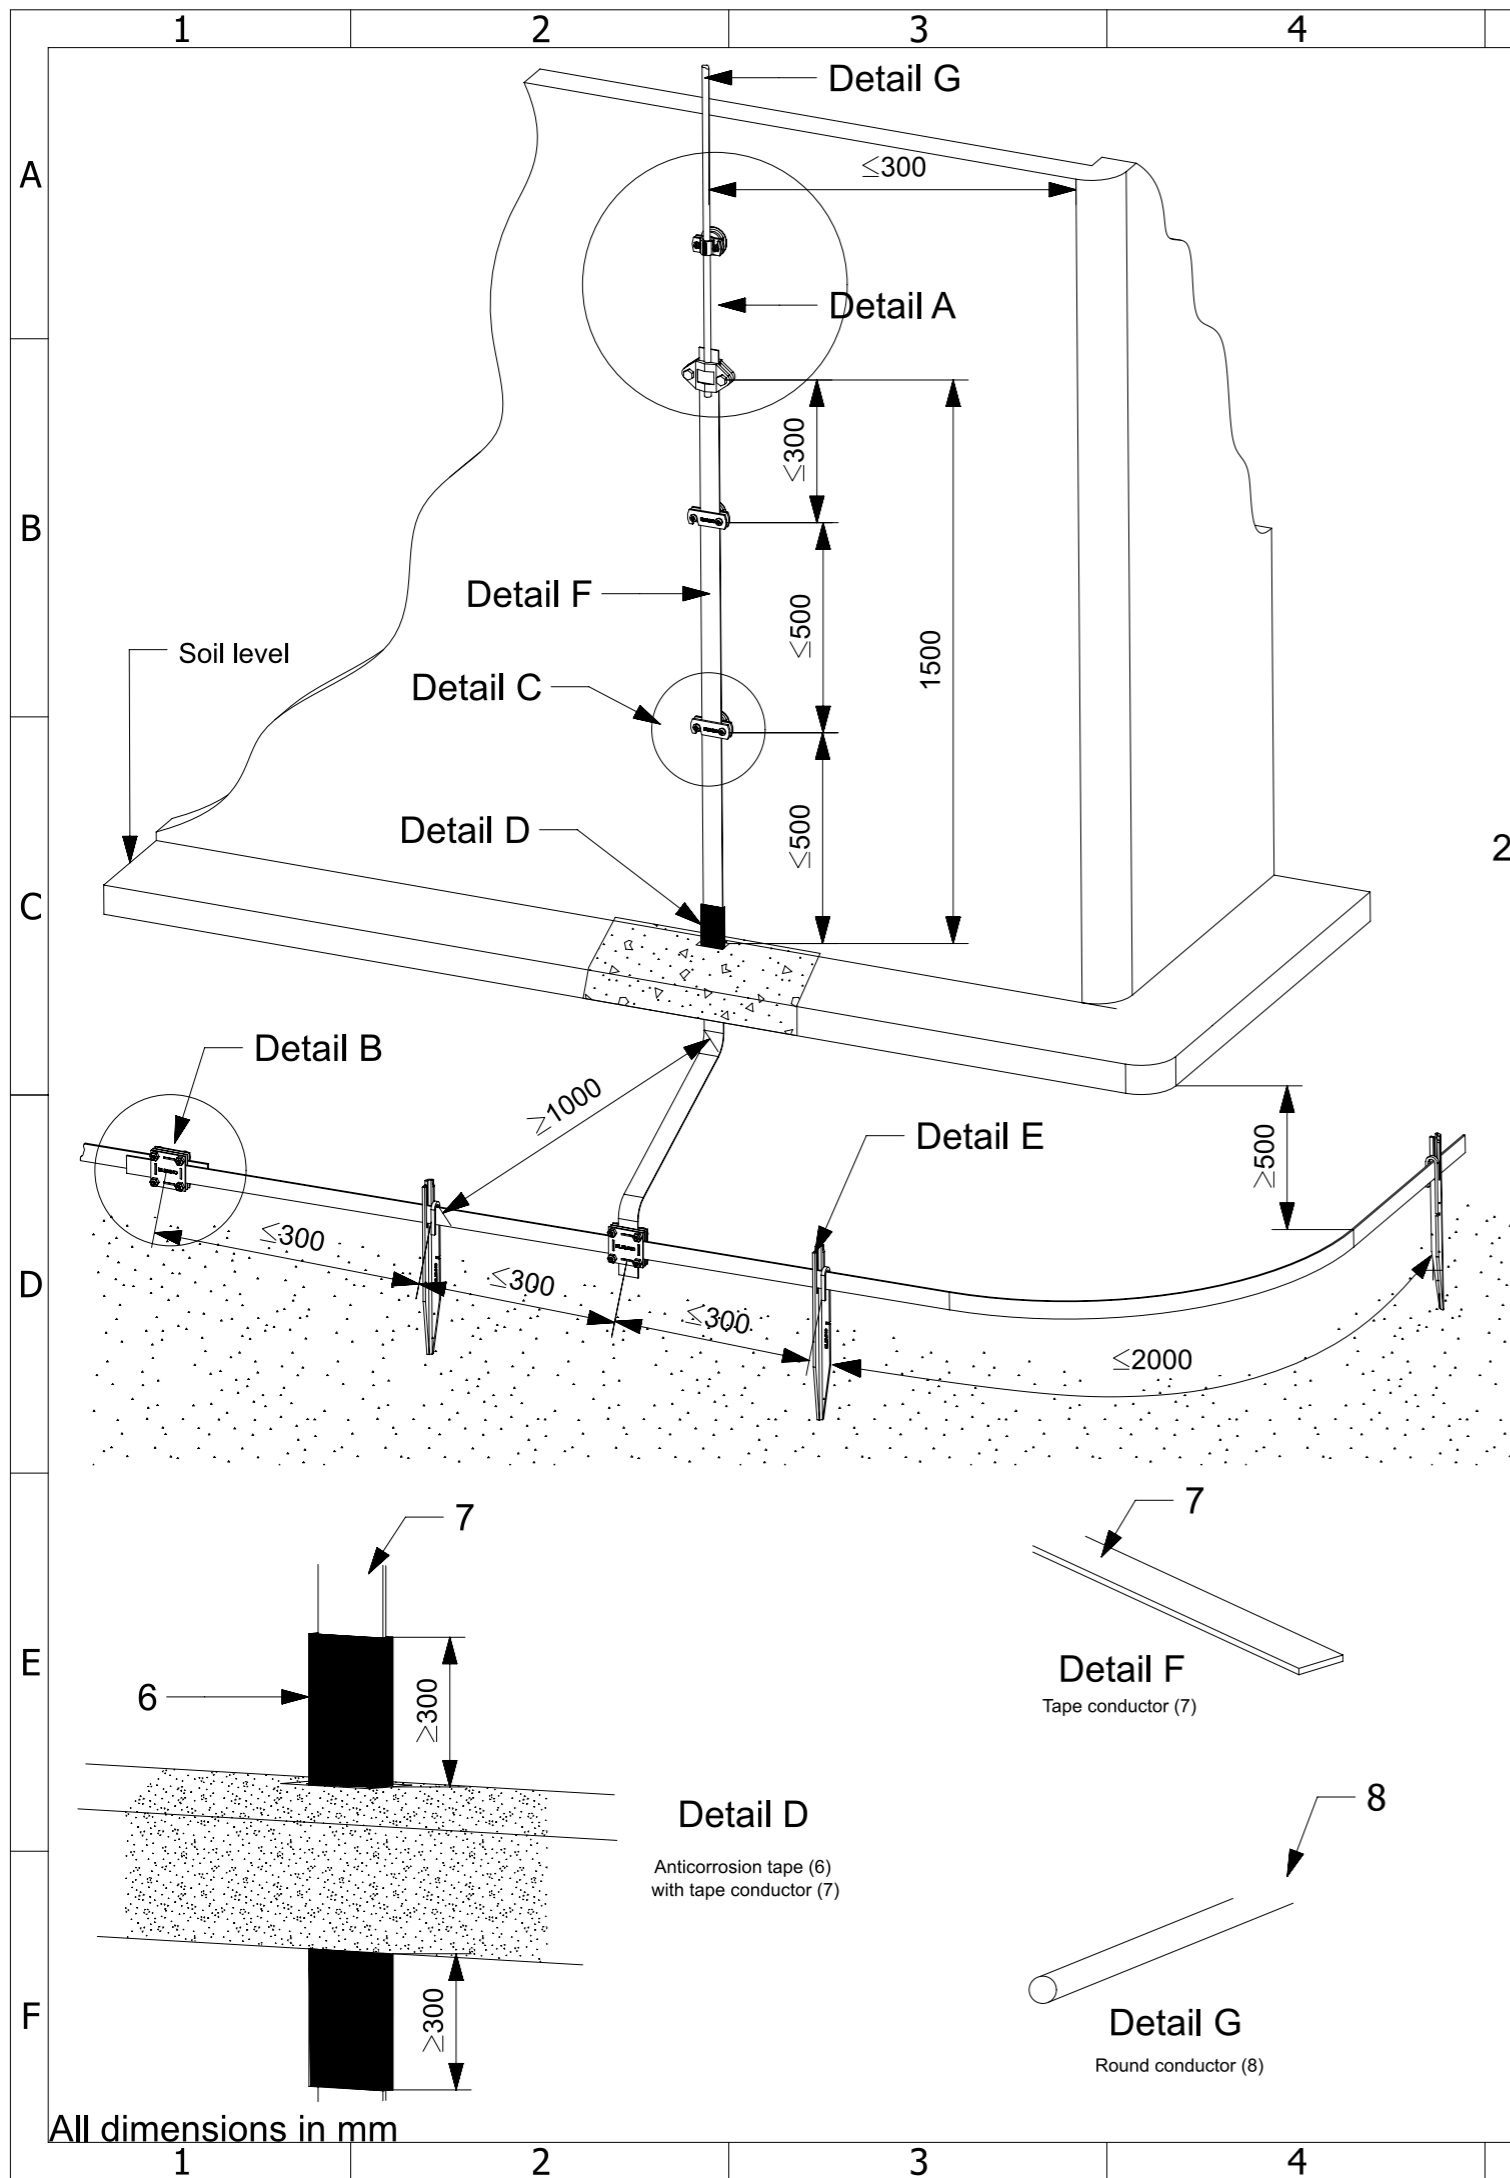 1 2 3 4
A
B
C
D
E
F
Detail G
≤300
Detail A
≤300
Detail F
≤500
1500
Soil level
Detail C
Detail D
≤500
2
Detail B
≥1000
Detail E
≥500
≤300
≤300
≤300
≤2000
7
7
6
≥300
Detail F
Tape conductor (7)
8
Detail D
Anticorrosion tape (6)
with tape conductor (7)
≥300
Detail G
Round conductor (8)
All dimensions in mm
1 2 3 4